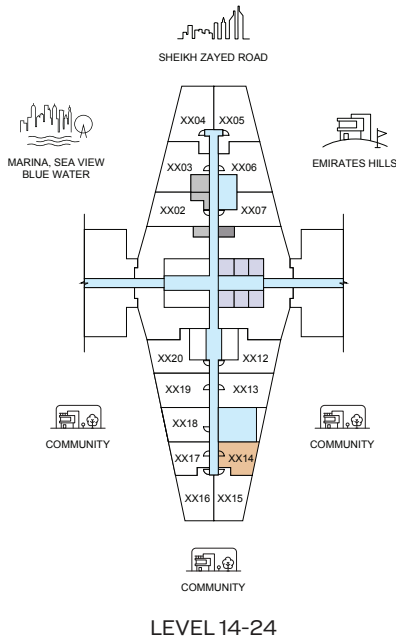 SHEIKH ZAYED ROAD
MARINA, SEA VIEW
BLUE WATER
EMIRATES HILLS
XX04 XX05
XX03 XX06
XX02 XX07
XX20 XX12
XX19 XX13
XX18
XX17 XX14
XX16 XX15
COMMUNITY
COMMUNITY
COMMUNITY
LEVEL 14-24